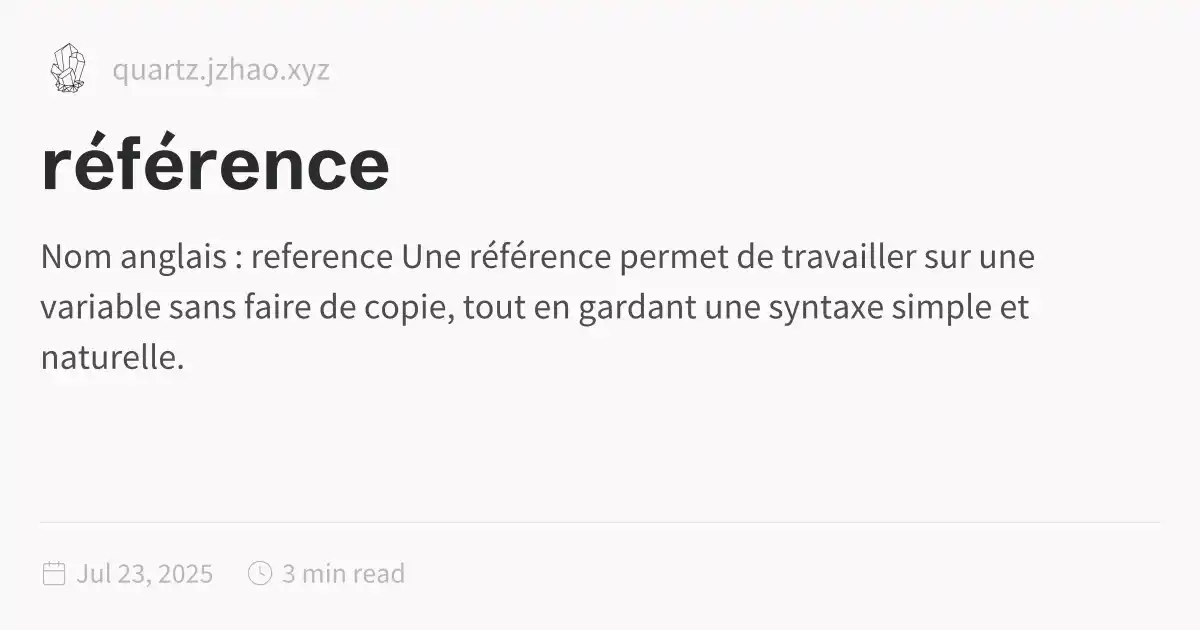 quartz.jzhao.xyz
référence
Nom anglais : reference Une référence permet de travailler sur une
variable sans faire de copie, tout en gardant une syntaxe simple et
naturelle.
Jul 23, 2025 3 min read